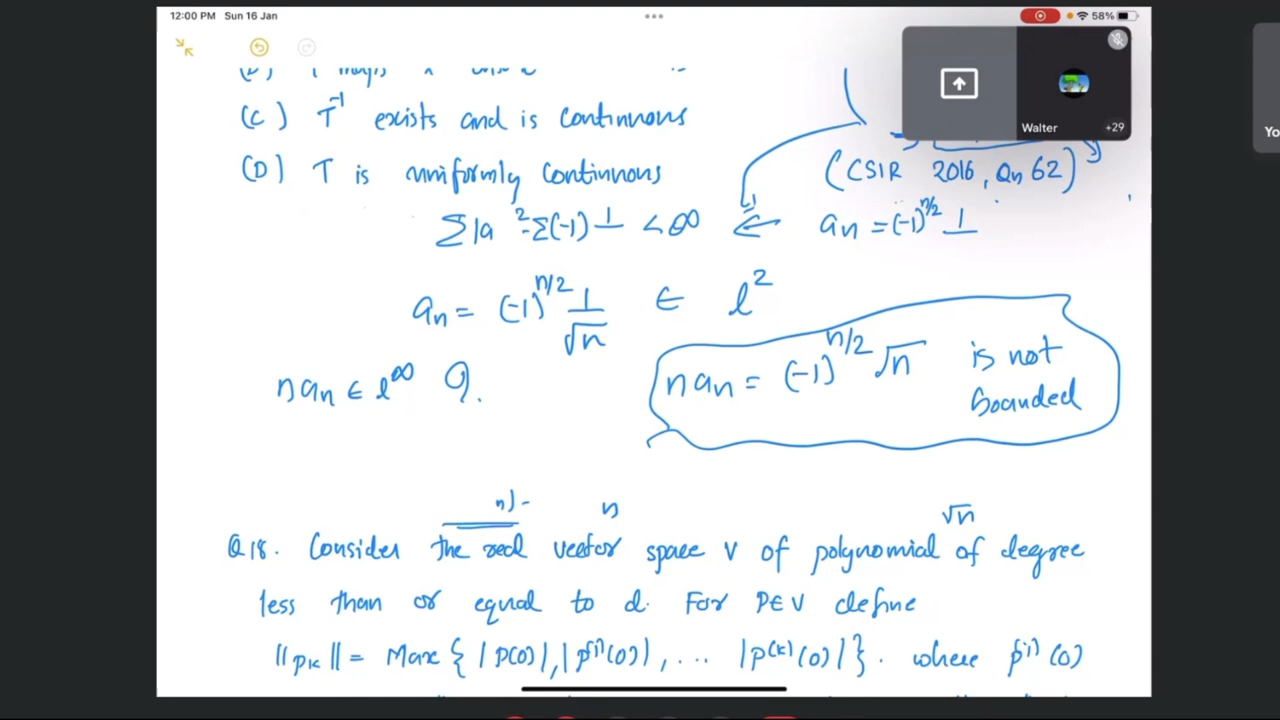 12:00 PM Sun 16 Jan
58%
Walter
+29
Yo
(C) T⁻¹ exists and is continuous
(D) T is uniformly continuous
(CSIR 2016, Qn 62)
Σ|a ² = Σ(-1) 1 < ∞ ⇐ an = (-1)^{n/2} 1
an = (-1)^{n/2} 1/√n ∈ l²
n an ∈ l^∞ ?.
n an = (-1)^{n/2} √n is not
bounded
n)-
n
√n
Q18. Consider the real vector space V of polynomial of degree
less than or equal to d. For P∈V define
||pk|| = Max { |P(0)|, |p^{(1)}(0)|, ... |p^{(k)}(0)| }. where p^{(i)}(0)